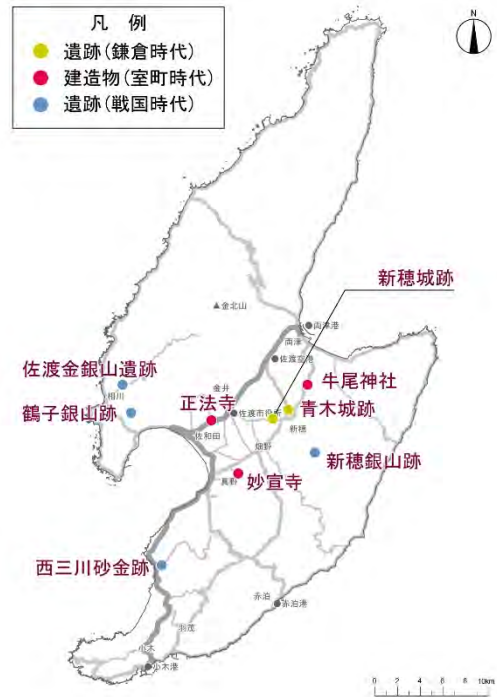 凡例
遺跡(鎌倉時代)
建造物(室町時代)
遺跡(戦国時代)
N
新穂城跡
金北山
両津港
両津
佐渡空港
佐渡金銀山遺跡
相川
牛尾神社
鶴子銀山跡
正法寺
金井
佐渡市役所
青木城跡
新穂
佐和田
畑野
新穂銀山跡
真野
妙宣寺
西三川砂金跡
赤泊
赤泊港
羽茂
小木
小木港
0 2 4 6 8 10km